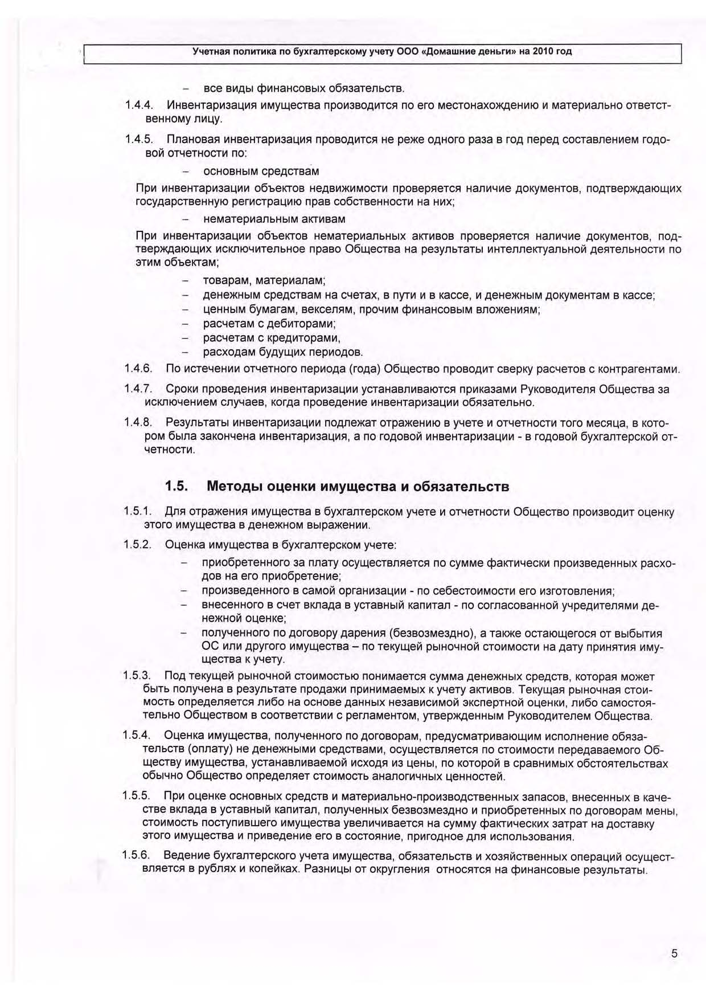 Учетная политика по бухгалтерскому учету ООО «Домашние деньги» на 2010 год
– все виды финансовых обязательств.
1.4.4. Инвентаризация имущества производится по его местонахождению и материально ответст-
венному лицу.
1.4.5. Плановая инвентаризация проводится не реже одного раза в год перед составлением годо-
вой отчетности по:
– основным средствам
При инвентаризации объектов недвижимости проверяется наличие документов, подтверждающих
государственную регистрацию прав собственности на них;
– нематериальным активам
При инвентаризации объектов нематериальных активов проверяется наличие документов, под-
тверждающих исключительное право Общества на результаты интеллектуальной деятельности по
этим объектам;
– товарам, материалам;
– денежным средствам на счетах, в пути и в кассе, и денежным документам в кассе;
– ценным бумагам, векселям, прочим финансовым вложениям;
– расчетам с дебиторами;
– расчетам с кредиторами,
– расходам будущих периодов.
1.4.6. По истечении отчетного периода (года) Общество проводит сверку расчетов с контрагентами.
1.4.7. Сроки проведения инвентаризации устанавливаются приказами Руководителя Общества за
исключением случаев, когда проведение инвентаризации обязательно.
1.4.8. Результаты инвентаризации подлежат отражению в учете и отчетности того месяца, в кото-
ром была закончена инвентаризация, а по годовой инвентаризации - в годовой бухгалтерской от-
четности.
1.5. Методы оценки имущества и обязательств
1.5.1. Для отражения имущества в бухгалтерском учете и отчетности Общество производит оценку
этого имущества в денежном выражении.
1.5.2. Оценка имущества в бухгалтерском учете:
– приобретенного за плату осуществляется по сумме фактически произведенных расхо-
дов на его приобретение;
– произведенного в самой организации - по себестоимости его изготовления;
– внесенного в счет вклада в уставный капитал - по согласованной учредителями де-
нежной оценке;
– полученного по договору дарения (безвозмездно), а также остающегося от выбытия
ОС или другого имущества – по текущей рыночной стоимости на дату принятия иму-
щества к учету.
1.5.3. Под текущей рыночной стоимостью понимается сумма денежных средств, которая может
быть получена в результате продажи принимаемых к учету активов. Текущая рыночная стои-
мость определяется либо на основе данных независимой экспертной оценки, либо самостоя-
тельно Обществом в соответствии с регламентом, утвержденным Руководителем Общества.
1.5.4. Оценка имущества, полученного по договорам, предусматривающим исполнение обяза-
тельств (оплату) не денежными средствами, осуществляется по стоимости передаваемого Об-
ществу имущества, устанавливаемой исходя из цены, по которой в сравнимых обстоятельствах
обычно Общество определяет стоимость аналогичных ценностей.
1.5.5. При оценке основных средств и материально-производственных запасов, внесенных в каче-
стве вклада в уставный капитал, полученных безвозмездно и приобретенных по договорам мены,
стоимость поступившего имущества увеличивается на сумму фактических затрат на доставку
этого имущества и приведение его в состояние, пригодное для использования.
1.5.6. Ведение бухгалтерского учета имущества, обязательств и хозяйственных операций осущест-
вляется в рублях и копейках. Разницы от округления относятся на финансовые результаты.
5